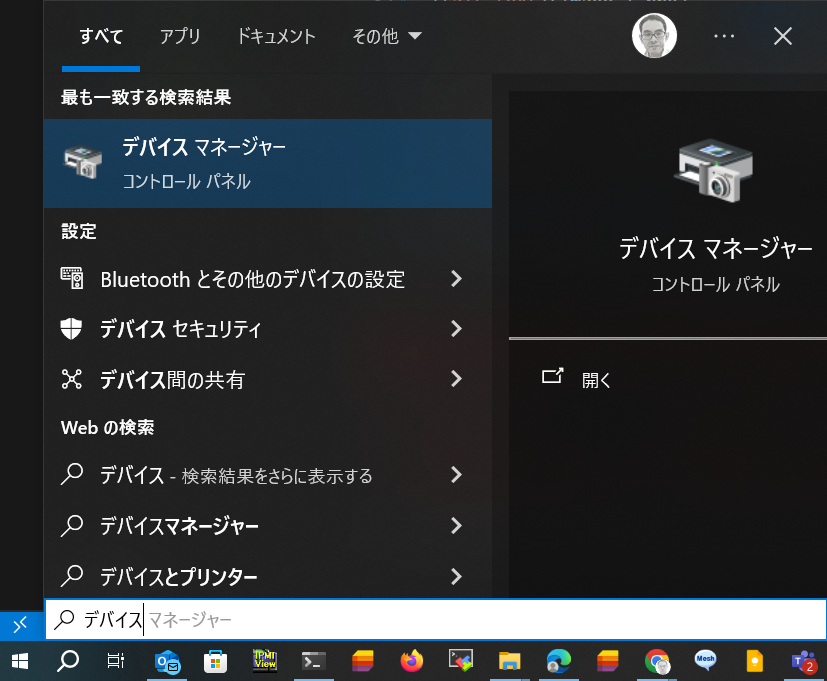 すべて アプリ ドキュメント その他
最も一致する検索結果
デバイス マネージャー
コントロール パネル
設定
Bluetooth とその他のデバイスの設定
デバイス セキュリティ
デバイス間の共有
Web の検索
デバイス - 検索結果をさらに表示する
デバイスマネージャー
デバイスとプリンター
デバイス マネージャー
コントロール パネル
開く
デバイスマネージャー
IPMI
View
Mesh
2